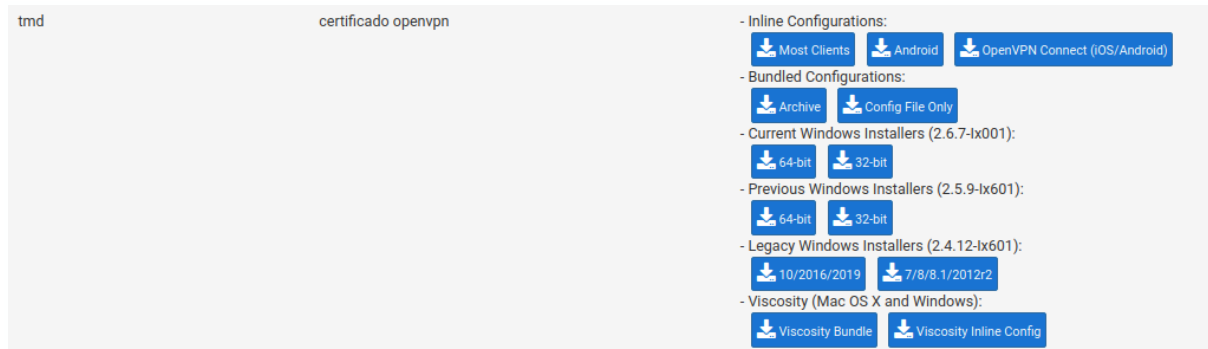 tmd certificado openvpn - Inline Configurations:
Most Clients Android OpenVPN Connect (iOS/Android)
- Bundled Configurations:
Archive Config File Only
- Current Windows Installers (2.6.7-Ix001):
64-bit 32-bit
- Previous Windows Installers (2.5.9-Ix601):
64-bit 32-bit
- Legacy Windows Installers (2.4.12-Ix601):
10/2016/2019 7/8/8.1/2012r2
- Viscosity (Mac OS X and Windows):
Viscosity Bundle Viscosity Inline Config